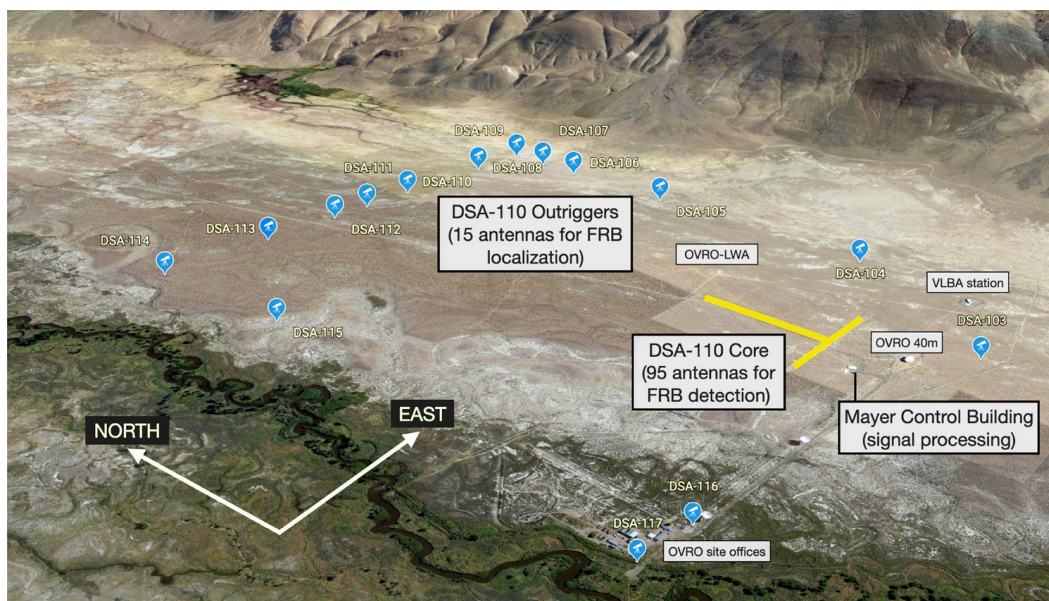 DSA-109
DSA-107
DSA-108
DSA-106
DSA-111
DSA-110
DSA-105
DSA-112
DSA-113
DSA-114
DSA-110 Outriggers
(15 antennas for FRB
localization)
OVRO-LWA
DSA-104
VLBA station
DSA-103
DSA-115
DSA-110 Core
(95 antennas for
FRB detection)
OVRO 40m
Mayer Control Building
(signal processing)
NORTH
EAST
DSA-116
DSA-117
OVRO site offices